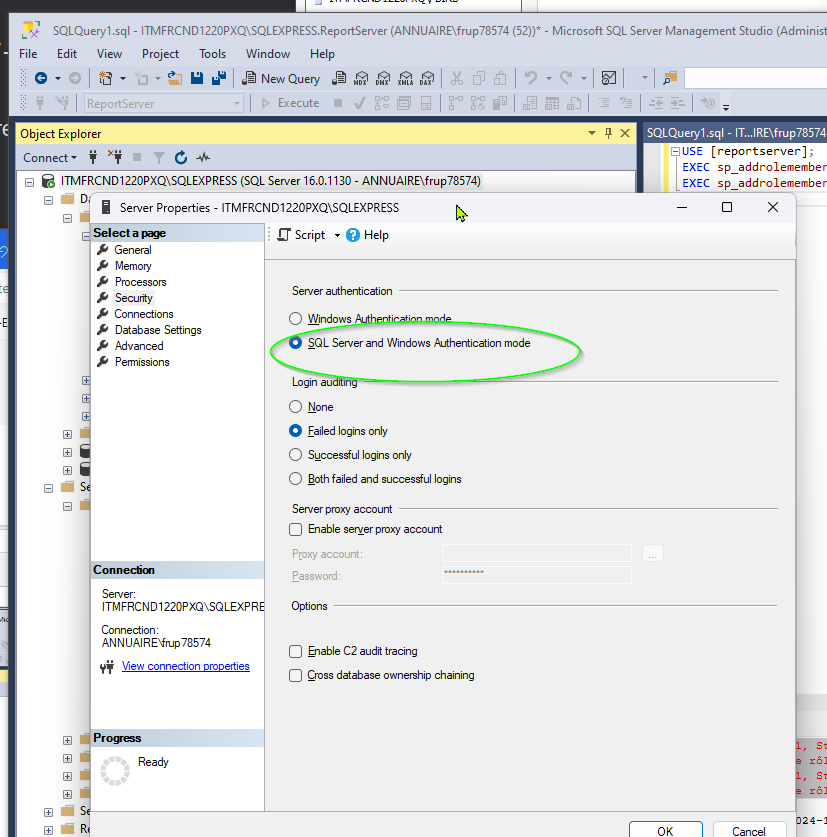 SQLQuery1.sql - ITMFRCND1220PXQ\SQLEXPRESS.ReportServer (ANNUAIRE\frup78574 (52))* - Microsoft SQL Server Management Studio (Administ
File Edit View Project Tools Window Help
New Query MDX DMX XMLA DAX
ReportServer Execute
Object Explorer
SQLQuery1.sql - IT...IRE\frup78574
Connect
USE [reportserver];
EXEC sp_addrolemember
EXEC sp_addrolemember
ITMFRCND1220PXQ\SQLEXPRESS (SQL Server 16.0.1130 - ANNUAIRE\frup78574)
Server Properties - ITMFRCND1220PXQ\SQLEXPRESS
Select a page
General
Memory
Processors
Security
Connections
Database Settings
Advanced
Permissions
Script Help
Server authentication
Windows Authentication mode
SQL Server and Windows Authentication mode
Login auditing
None
Failed logins only
Successful logins only
Both failed and successful logins
Server proxy account
Enable server proxy account
Proxy account:
...
Password:
**********
Options
Enable C2 audit tracing
Cross database ownership chaining
Connection
Server:
ITMFRCND1220PXQ\SQLEXPRE
Connection:
ANNUAIRE\frup78574
View connection properties
Progress
Ready
OK Cancel